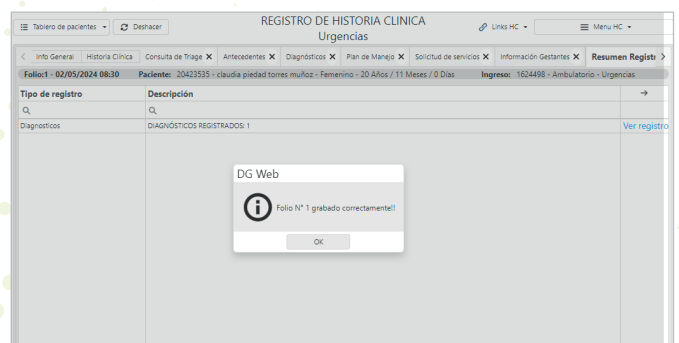 Tablero de pacientes
Deshacer
REGISTRO DE HISTORIA CLINICA
Urgencias
Links HC
Menu HC
Info General
Historia Clínica
Consulta de Triage X
Antecedentes X
Diagnósticos X
Plan de Manejo X
Solicitud de servicios X
Información Gestantes X
Resumen Registr
Folio:1 - 02/05/2024 08:30 Paciente: 20423535 - claudia piedad torres muñoz - Femenino - 20 Años / 11 Meses / 0 Días Ingreso: 1624498 - Ambulatorio - Urgencias
Tipo de registro
Descripción
Diagnosticos
DIAGNÓSTICOS REGISTRADOS: 1
Ver registro
DG Web
Folio N° 1 grabado correctamente!!
OK